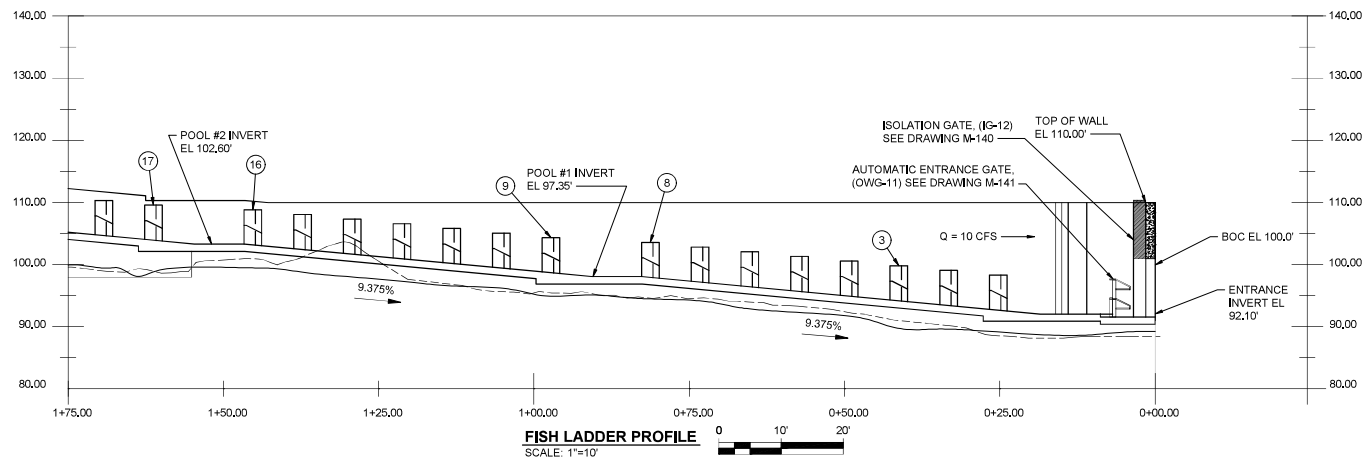 140.00
140.00
130.00
130.00
120.00
120.00
110.00
110.00
100.00
100.00
90.00
90.00
80.00
80.00
POOL #2 INVERT
EL 102.60'
17
16
9
POOL #1 INVERT
EL 97.35'
8
3
ISOLATION GATE, (IG-12)
SEE DRAWING M-140
TOP OF WALL
EL 110.00'
AUTOMATIC ENTRANCE GATE,
(OWG-11) SEE DRAWING M-141
Q = 10 CFS
BOC EL 100.0'
ENTRANCE
INVERT EL
92.10'
9.375%
9.375%
1+75.00
1+50.00
1+25.00
1+00.00
0+75.00
0+50.00
0+25.00
0+00.00
FISH LADDER PROFILE
SCALE: 1"=10'
0
10'
20'